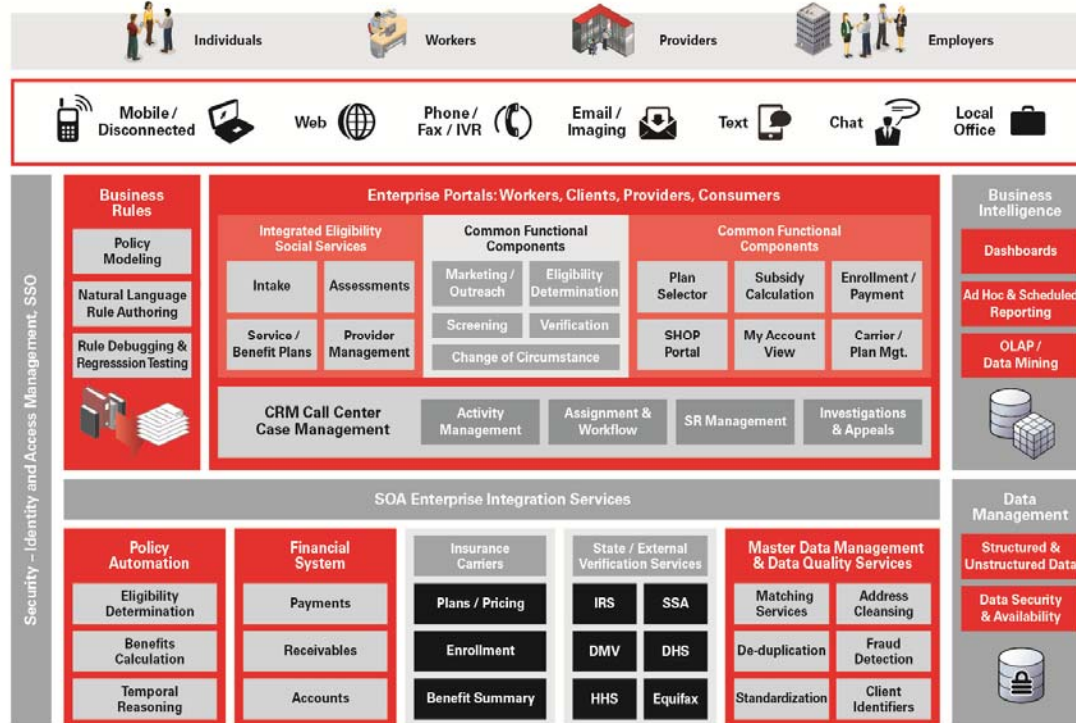 Individuals
Workers
Providers
Employers
Mobile /
Disconnected
Web
Phone /
Fax / IVR
Email /
Imaging
Text
Chat
Local
Office
Security – Identity and Access Management, SSO
Business
Rules
Policy
Modeling
Natural Language
Rule Authoring
Rule Debugging &
Regresssion Testing
Enterprise Portals: Workers, Clients, Providers, Consumers
Integrated Eligibility
Social Services
Intake
Assessments
Service /
Benefit Plans
Provider
Management
Common Functional
Components
Marketing /
Outreach
Eligibility
Determination
Screening
Verification
Change of Circumstance
Common Functional
Components
Plan
Selector
Subsidy
Calculation
Enrollment /
Payment
SHOP
Portal
My Account
View
Carrier /
Plan Mgt.
CRM Call Center
Case Management
Activity
Management
Assignment &
Workflow
SR Management
Investigations
& Appeals
Business
Intelligence
Dashboards
Ad Hoc & Scheduled
Reporting
OLAP /
Data Mining
SOA Enterprise Integration Services
Policy
Automation
Eligibility
Determination
Benefits
Calculation
Temporal
Reasoning
Financial
System
Payments
Receivables
Accounts
Insurance
Carriers
Plans / Pricing
Enrollment
Benefit Summary
State / External
Verification Services
IRS
SSA
DMV
DHS
HHS
Equifax
Master Data Management
& Data Quality Services
Matching
Services
Address
Cleansing
De-duplication
Fraud
Detection
Standardization
Client
Identifiers
Data
Management
Structured &
Unstructured Data
Data Security
& Availability